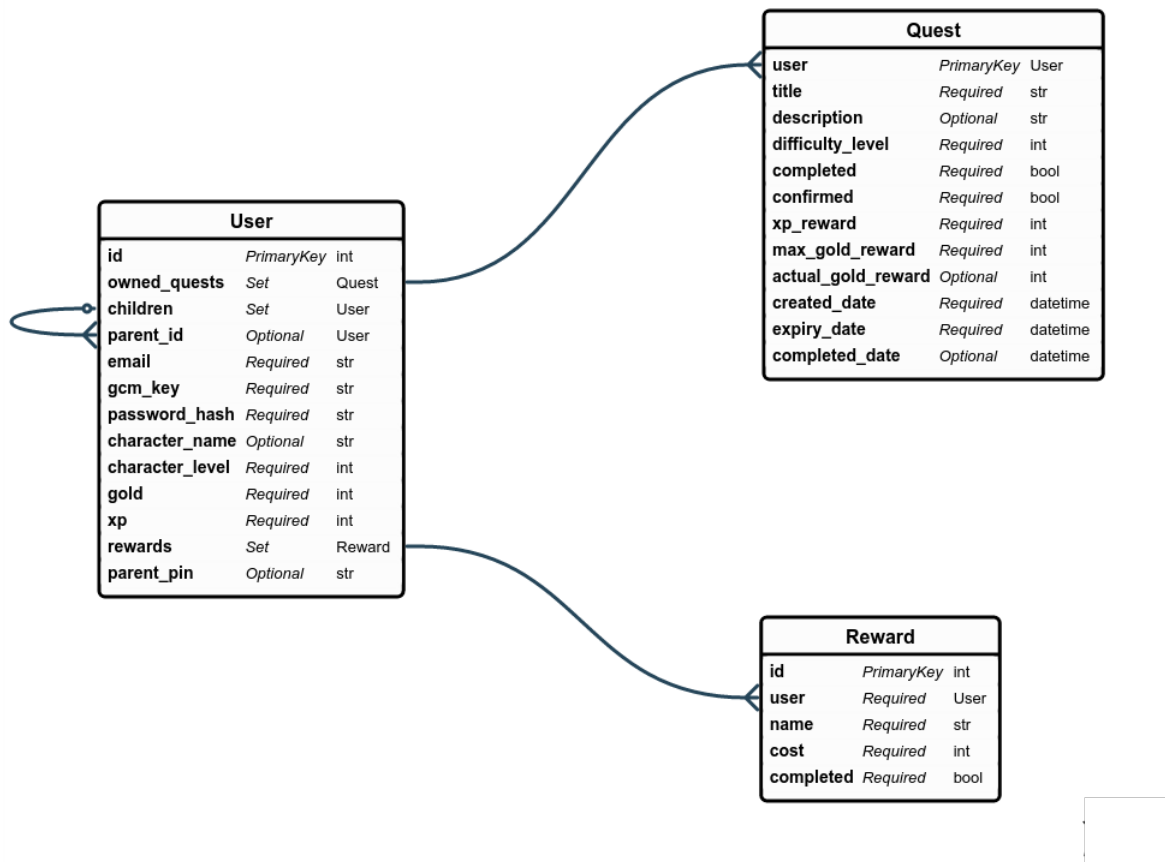 Quest
user PrimaryKey User
title Required str
description Optional str
difficulty_level Required int
completed Required bool
confirmed Required bool
xp_reward Required int
max_gold_reward Required int
actual_gold_reward Optional int
created_date Required datetime
expiry_date Required datetime
completed_date Optional datetime
User
id PrimaryKey int
owned_quests Set Quest
children Set User
parent_id Optional User
email Required str
gcm_key Required str
password_hash Required str
character_name Optional str
character_level Required int
gold Required int
xp Required int
rewards Set Reward
parent_pin Optional str
Reward
id PrimaryKey int
user Required User
name Required str
cost Required int
completed Required bool